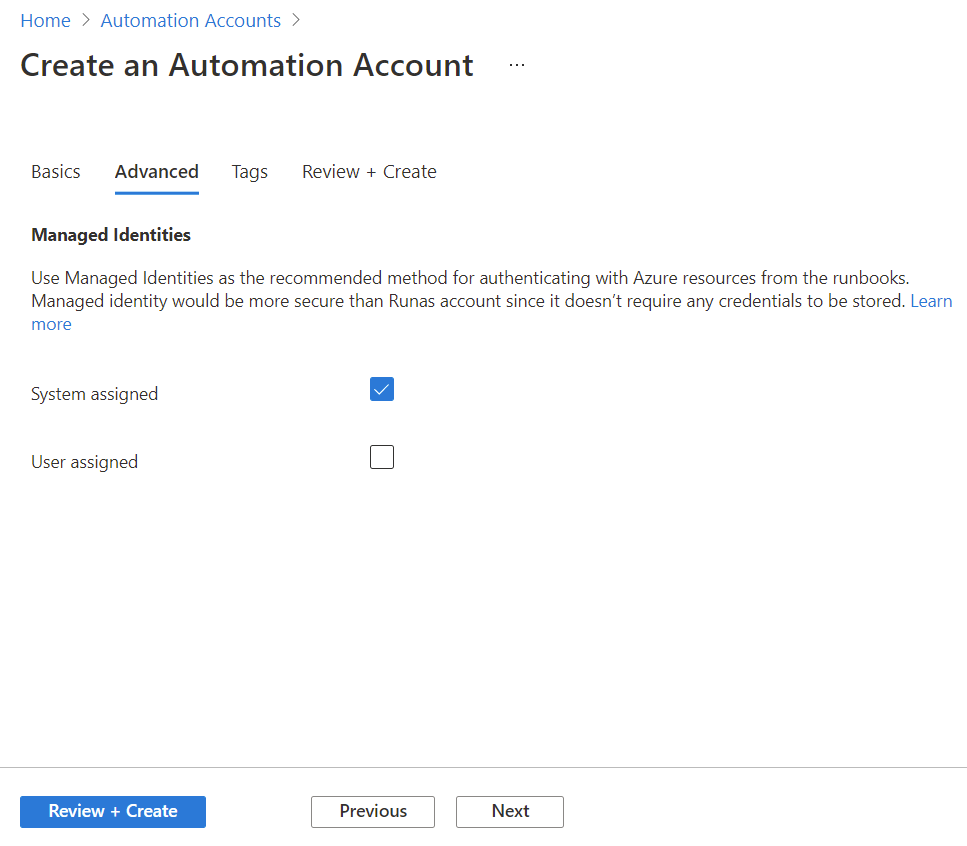 Home > Automation Accounts >
Create an Automation Account ...
Basics Advanced Tags Review + Create
Managed Identities
Use Managed Identities as the recommended method for authenticating with Azure resources from the runbooks.
Managed identity would be more secure than Runas account since it doesn’t require any credentials to be stored. Learn
more
System assigned
User assigned
Review + Create Previous Next